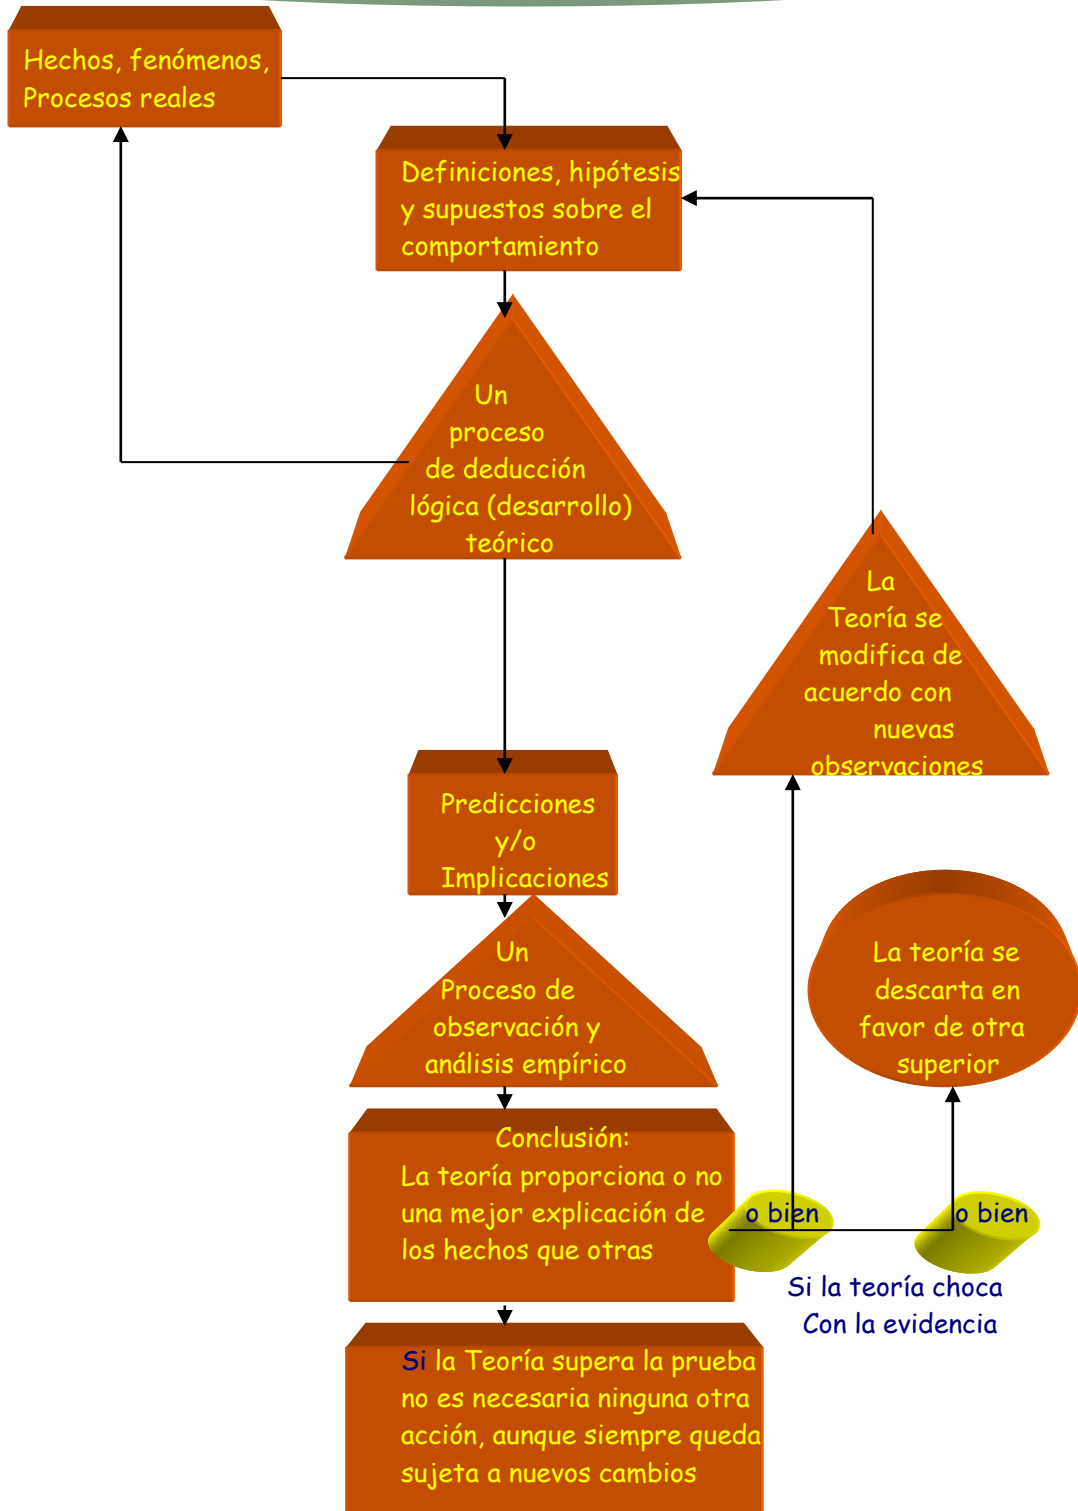 Hechos, fenómenos,
Procesos reales
Definiciones, hipótesis
y supuestos sobre el
comportamiento
Un
proceso
de deducción
lógica (desarrollo)
teórico
La
Teoría se
modifica de
acuerdo con
nuevas
observaciones
Predicciones
y/o
Implicaciones
Un
Proceso de
observación y
análisis empírico
La teoría se
descarta en
favor de otra
superior
Conclusión:
La teoría proporciona o no
una mejor explicación de
los hechos que otras
o bien
o bien
Si la teoría choca
Con la evidencia
Si la Teoría supera la prueba
no es necesaria ninguna otra
acción, aunque siempre queda
sujeta a nuevos cambios